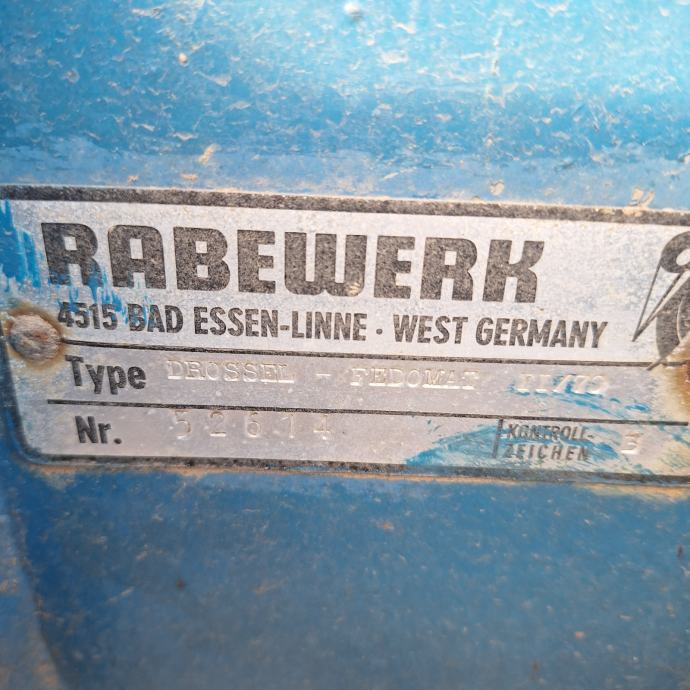 RABEWERK
4515 BAD ESSEN-LINNE · WEST GERMANY
Type DROSSEL - FEDOMAT
Nr. 52614
KONTROLL-
ZEICHEN